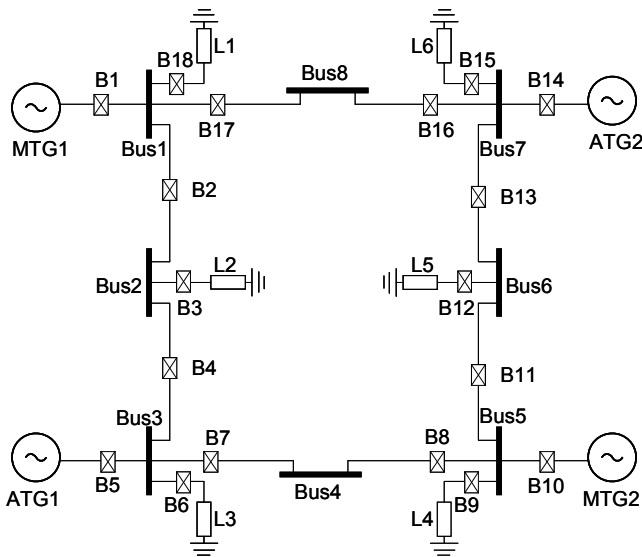 L1
L6
B18
B15
Bus8
B1
B14
B17
B16
MTG1
Bus1
Bus7
ATG2
B2
B13
L2
L5
Bus2
B3
B12
Bus6
B4
B11
Bus3
Bus5
B7
B8
B5
Bus4
B10
ATG1
B6
L3
L4
B9
MTG2